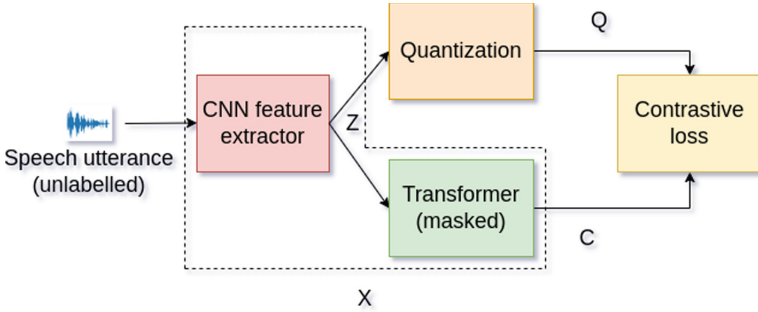 Q
Quantization
CNN feature
extractor
Z
Contrastive
loss
Speech utterance
(unlabelled)
Transformer
(masked)
C
X